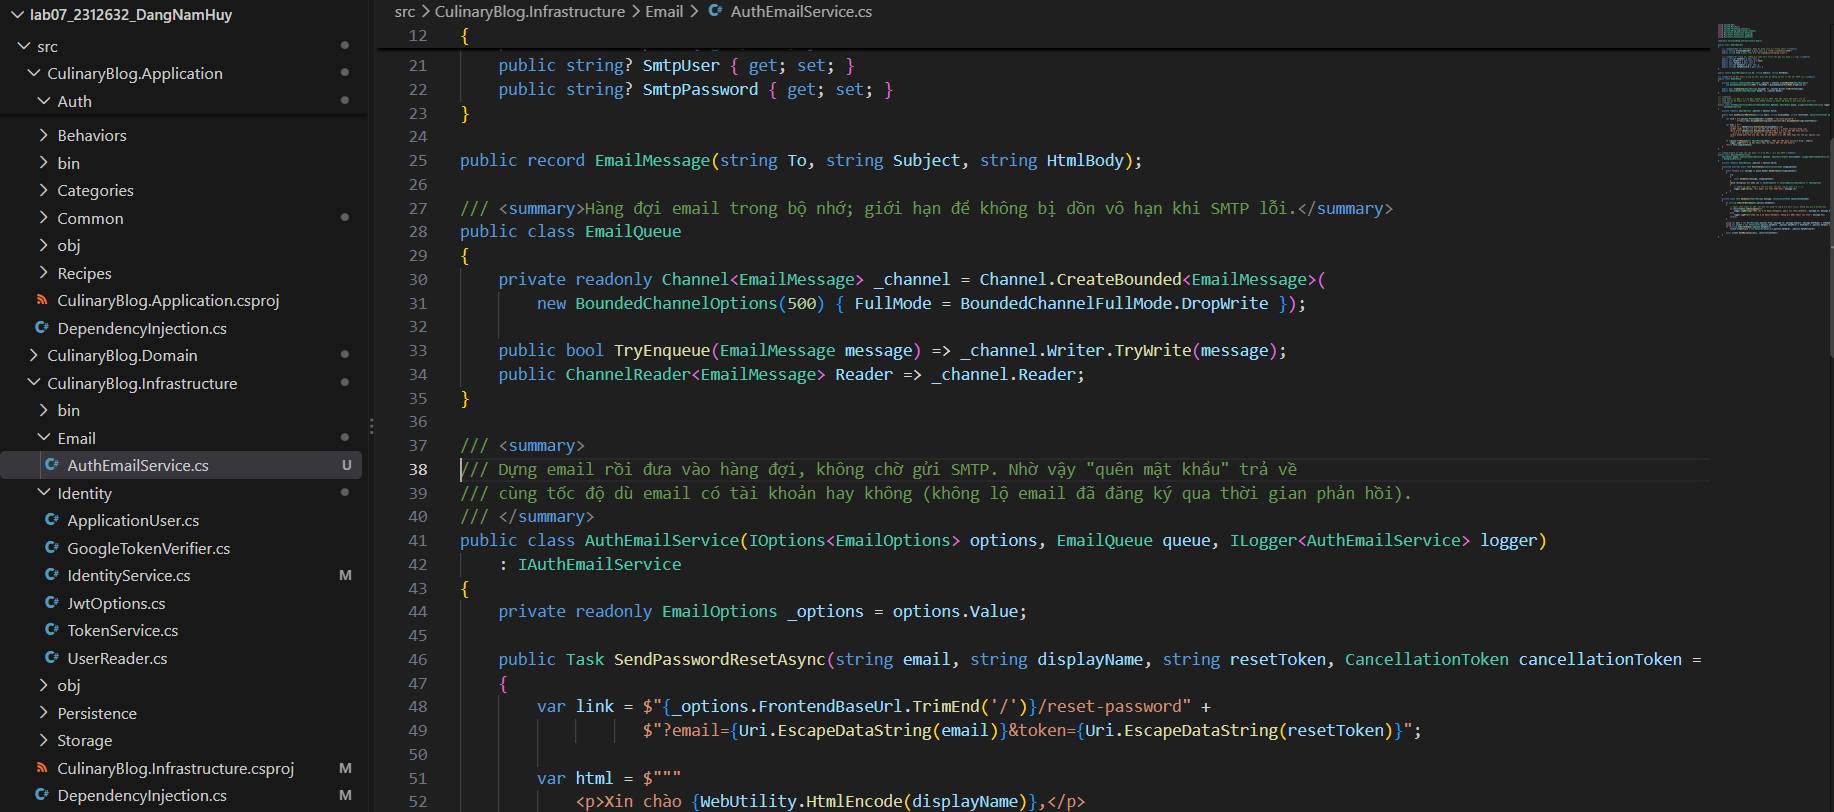 lab07_2312632_DangNamHuy
src
CulinaryBlog.Application
Auth
Behaviors
bin
Categories
Common
obj
Recipes
CulinaryBlog.Application.csproj
DependencyInjection.cs
CulinaryBlog.Domain
CulinaryBlog.Infrastructure
bin
Email
AuthEmailService.cs U
Identity
ApplicationUser.cs
GoogleTokenVerifier.cs
IdentityService.cs M
JwtOptions.cs
TokenService.cs
UserReader.cs
obj
Persistence
Storage
CulinaryBlog.Infrastructure.csproj M
DependencyInjection.cs M
src > CulinaryBlog.Infrastructure > Email > AuthEmailService.cs
12 {
21 public string? SmtpUser { get; set; }
22 public string? SmtpPassword { get; set; }
23 }
24
25 public record EmailMessage(string To, string Subject, string HtmlBody);
26
27 /// <summary>Hàng đợi email trong bộ nhớ; giới hạn để không bị dồn vô hạn khi SMTP lỗi.</summary>
28 public class EmailQueue
29 {
30 private readonly Channel<EmailMessage> _channel = Channel.CreateBounded<EmailMessage>(
31 new BoundedChannelOptions(500) { FullMode = BoundedChannelFullMode.DropWrite });
32
33 public bool TryEnqueue(EmailMessage message) => _channel.Writer.TryWrite(message);
34 public ChannelReader<EmailMessage> Reader => _channel.Reader;
35 }
36
37 /// <summary>
38 /// Dựng email rồi đưa vào hàng đợi, không chờ gửi SMTP. Nhờ vậy "quên mật khẩu" trả về
39 /// cùng tốc độ dù email có tài khoản hay không (không lộ email đã đăng ký qua thời gian phản hồi).
40 /// </summary>
41 public class AuthEmailService(IOptions<EmailOptions> options, EmailQueue queue, ILogger<AuthEmailService> logger)
42 : IAuthEmailService
43 {
44 private readonly EmailOptions _options = options.Value;
45
46 public Task SendPasswordResetAsync(string email, string displayName, string resetToken, CancellationToken cancellationToken =
47 {
48 var link = $"{_options.FrontendBaseUrl.TrimEnd('/')}/reset-password" +
49 $"?email={Uri.EscapeDataString(email)}&token={Uri.EscapeDataString(resetToken)}";
50
51 var html = $"""
52 <p>Xin chào {WebUtility.HtmlEncode(displayName)},</p>